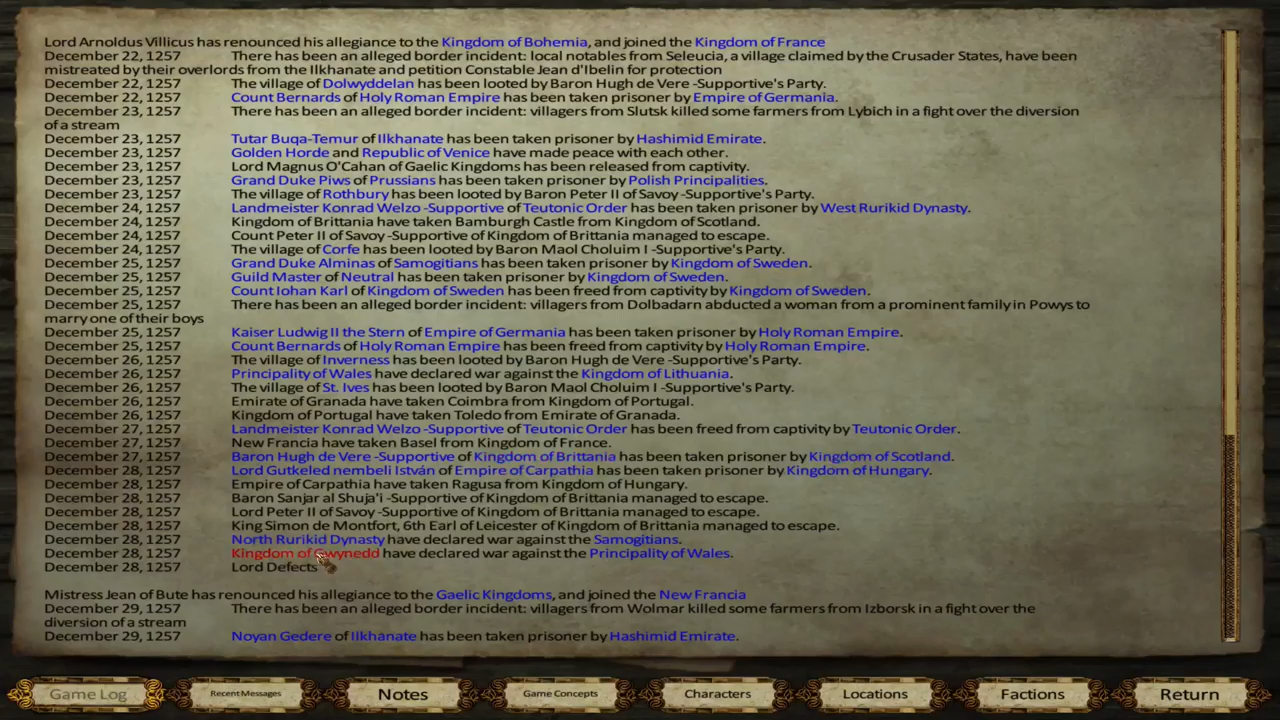 Lord Arnoldus Villicus has renounced his allegiance to the Kingdom of Bohemia, and joined the Kingdom of France
December 22, 1257 There has been an alleged border incident: local notables from Seleucia, a village claimed by the Crusader States, have been
mistreated by their overlords from the Ilkhanate and petition Constable Jean d'Ibelin for protection
December 22, 1257 The village of Dolwyddelan has been looted by Baron Hugh de Vere -Supportive's Party.
December 22, 1257 Count Bernards of Holy Roman Empire has been taken prisoner by Empire of Germania.
December 23, 1257 There has been an alleged border incident: villagers from Slutsk killed some farmers from Lybich in a fight over the diversion
of a stream
December 23, 1257 Tutar Buqa-Temur of Ilkhanate has been taken prisoner by Hashimid Emirate.
December 23, 1257 Golden Horde and Republic of Venice have made peace with each other.
December 23, 1257 Lord Magnus O'Cahan of Gaelic Kingdoms has been released from captivity.
December 23, 1257 Grand Duke Piws of Prussians has been taken prisoner by Polish Principalities.
December 23, 1257 The village of Rothbury has been looted by Baron Peter II of Savoy -Supportive's Party.
December 24, 1257 Landmeister Konrad Welzo -Supportive of Teutonic Order has been taken prisoner by West Rurikid Dynasty.
December 24, 1257 Kingdom of Brittania have taken Bamburgh Castle from Kingdom of Scotland.
December 24, 1257 Count Peter II of Savoy -Supportive of Kingdom of Brittania managed to escape.
December 24, 1257 The village of Corfe has been looted by Baron Maol Choluim I -Supportive's Party.
December 25, 1257 Grand Duke Alminas of Samogitians has been taken prisoner by Kingdom of Sweden.
December 25, 1257 Guild Master of Neutral has been taken prisoner by Kingdom of Sweden.
December 25, 1257 Count Iohan Karl of Kingdom of Sweden has been freed from captivity by Kingdom of Sweden.
December 25, 1257 There has been an alleged border incident: villagers from Dolbadarn abducted a woman from a prominent family in Powys to
marry one of their boys
December 25, 1257 Kaiser Ludwig II the Stern of Empire of Germania has been taken prisoner by Holy Roman Empire.
December 25, 1257 Count Bernards of Holy Roman Empire has been freed from captivity by Holy Roman Empire.
December 26, 1257 The village of Inverness has been looted by Baron Hugh de Vere -Supportive's Party.
December 26, 1257 Principality of Wales have declared war against the Kingdom of Lithuania.
December 26, 1257 The village of St. Ives has been looted by Baron Maol Choluim I -Supportive's Party.
December 26, 1257 Emirate of Granada have taken Coimbra from Kingdom of Portugal.
December 26, 1257 Kingdom of Portugal have taken Toledo from Emirate of Granada.
December 27, 1257 Landmeister Konrad Welzo -Supportive of Teutonic Order has been freed from captivity by Teutonic Order.
December 27, 1257 New Francia have taken Basel from Kingdom of France.
December 27, 1257 Baron Hugh de Vere -Supportive of Kingdom of Brittania has been taken prisoner by Kingdom of Scotland.
December 28, 1257 Lord Gutkeled nembeli István of Empire of Carpathia has been taken prisoner by Kingdom of Hungary.
December 28, 1257 Empire of Carpathia have taken Ragusa from Kingdom of Hungary.
December 28, 1257 Baron Sanjar al Shuja'i -Supportive of Kingdom of Brittania managed to escape.
December 28, 1257 Lord Peter II of Savoy -Supportive of Kingdom of Brittania managed to escape.
December 28, 1257 King Simon de Montfort, 6th Earl of Leicester of Kingdom of Brittania managed to escape.
December 28, 1257 North Rurikid Dynasty have declared war against the Samogitians.
December 28, 1257 Kingdom of Gwynedd have declared war against the Principality of Wales.
December 28, 1257 Lord Defects
Mistress Jean of Bute has renounced his allegiance to the Gaelic Kingdoms, and joined the New Francia
December 29, 1257 There has been an alleged border incident: villagers from Wolmar killed some farmers from Izborsk in a fight over the
diversion of a stream
December 29, 1257 Noyan Gedere of Ilkhanate has been taken prisoner by Hashimid Emirate.
Game Log Recent Messages Notes Game Concepts Characters Locations Factions Return